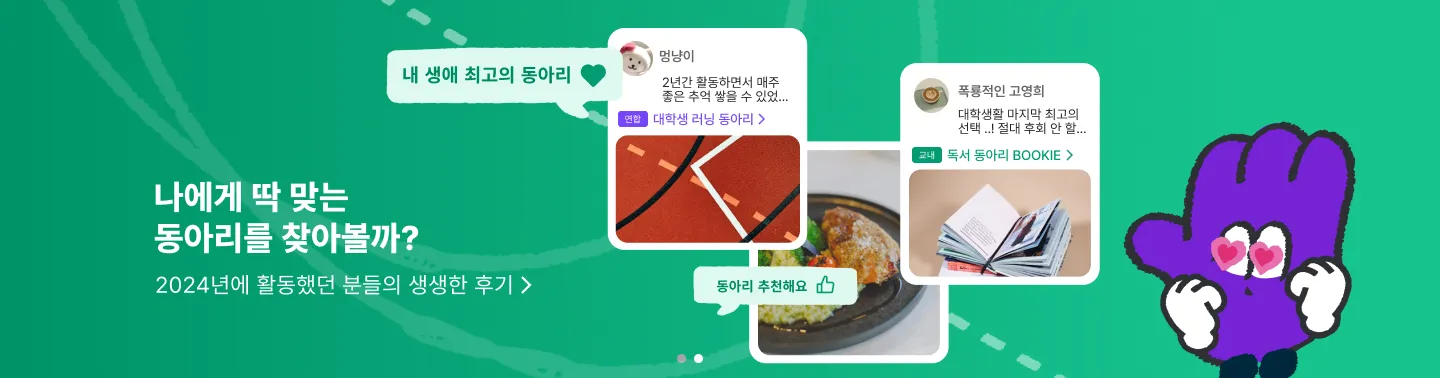 내 생애 최고의 동아리
나에게 딱 맞는
동아리를 찾아볼까?
2024년에 활동했던 분들의 생생한 후기
멍냥이
2년간 활동하면서 매주
좋은 추억 쌓을 수 있었...
연합 대학생 러닝 동아리
동아리 추천해요
폭룡적인 고영희
대학생활 마지막 최고의
선택 ..! 절대 후회 안 할...
교내 독서 동아리 BOOKIE